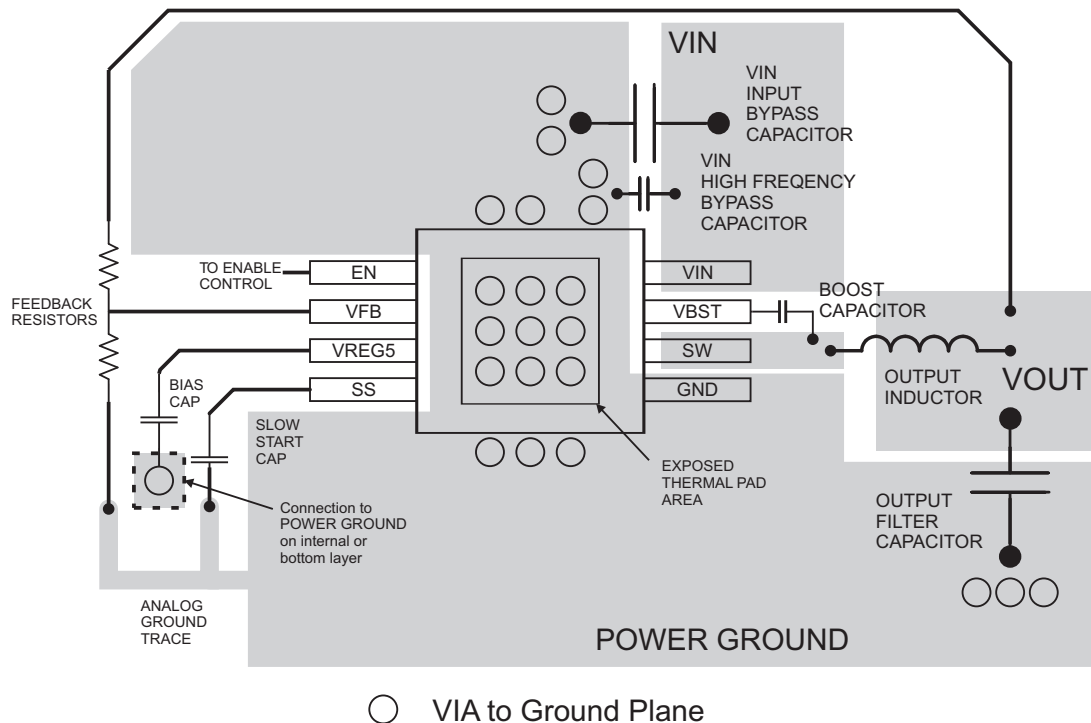 VIN
VIN
INPUT
BYPASS
CAPACITOR
VIN
HIGH FREQENCY
BYPASS
CAPACITOR
TO ENABLE
CONTROL
EN
VFB
VREG5
SS
VIN
VBST
SW
GND
FEEDBACK
RESISTORS
BOOST
CAPACITOR
OUTPUT
INDUCTOR
VOUT
BIAS
CAP
SLOW
START
CAP
EXPOSED
THERMAL PAD
AREA
Connection to
POWER GROUND
on internal or
bottom layer
OUTPUT
FILTER
CAPACITOR
ANALOG
GROUND
TRACE
POWER GROUND
VIA to Ground Plane